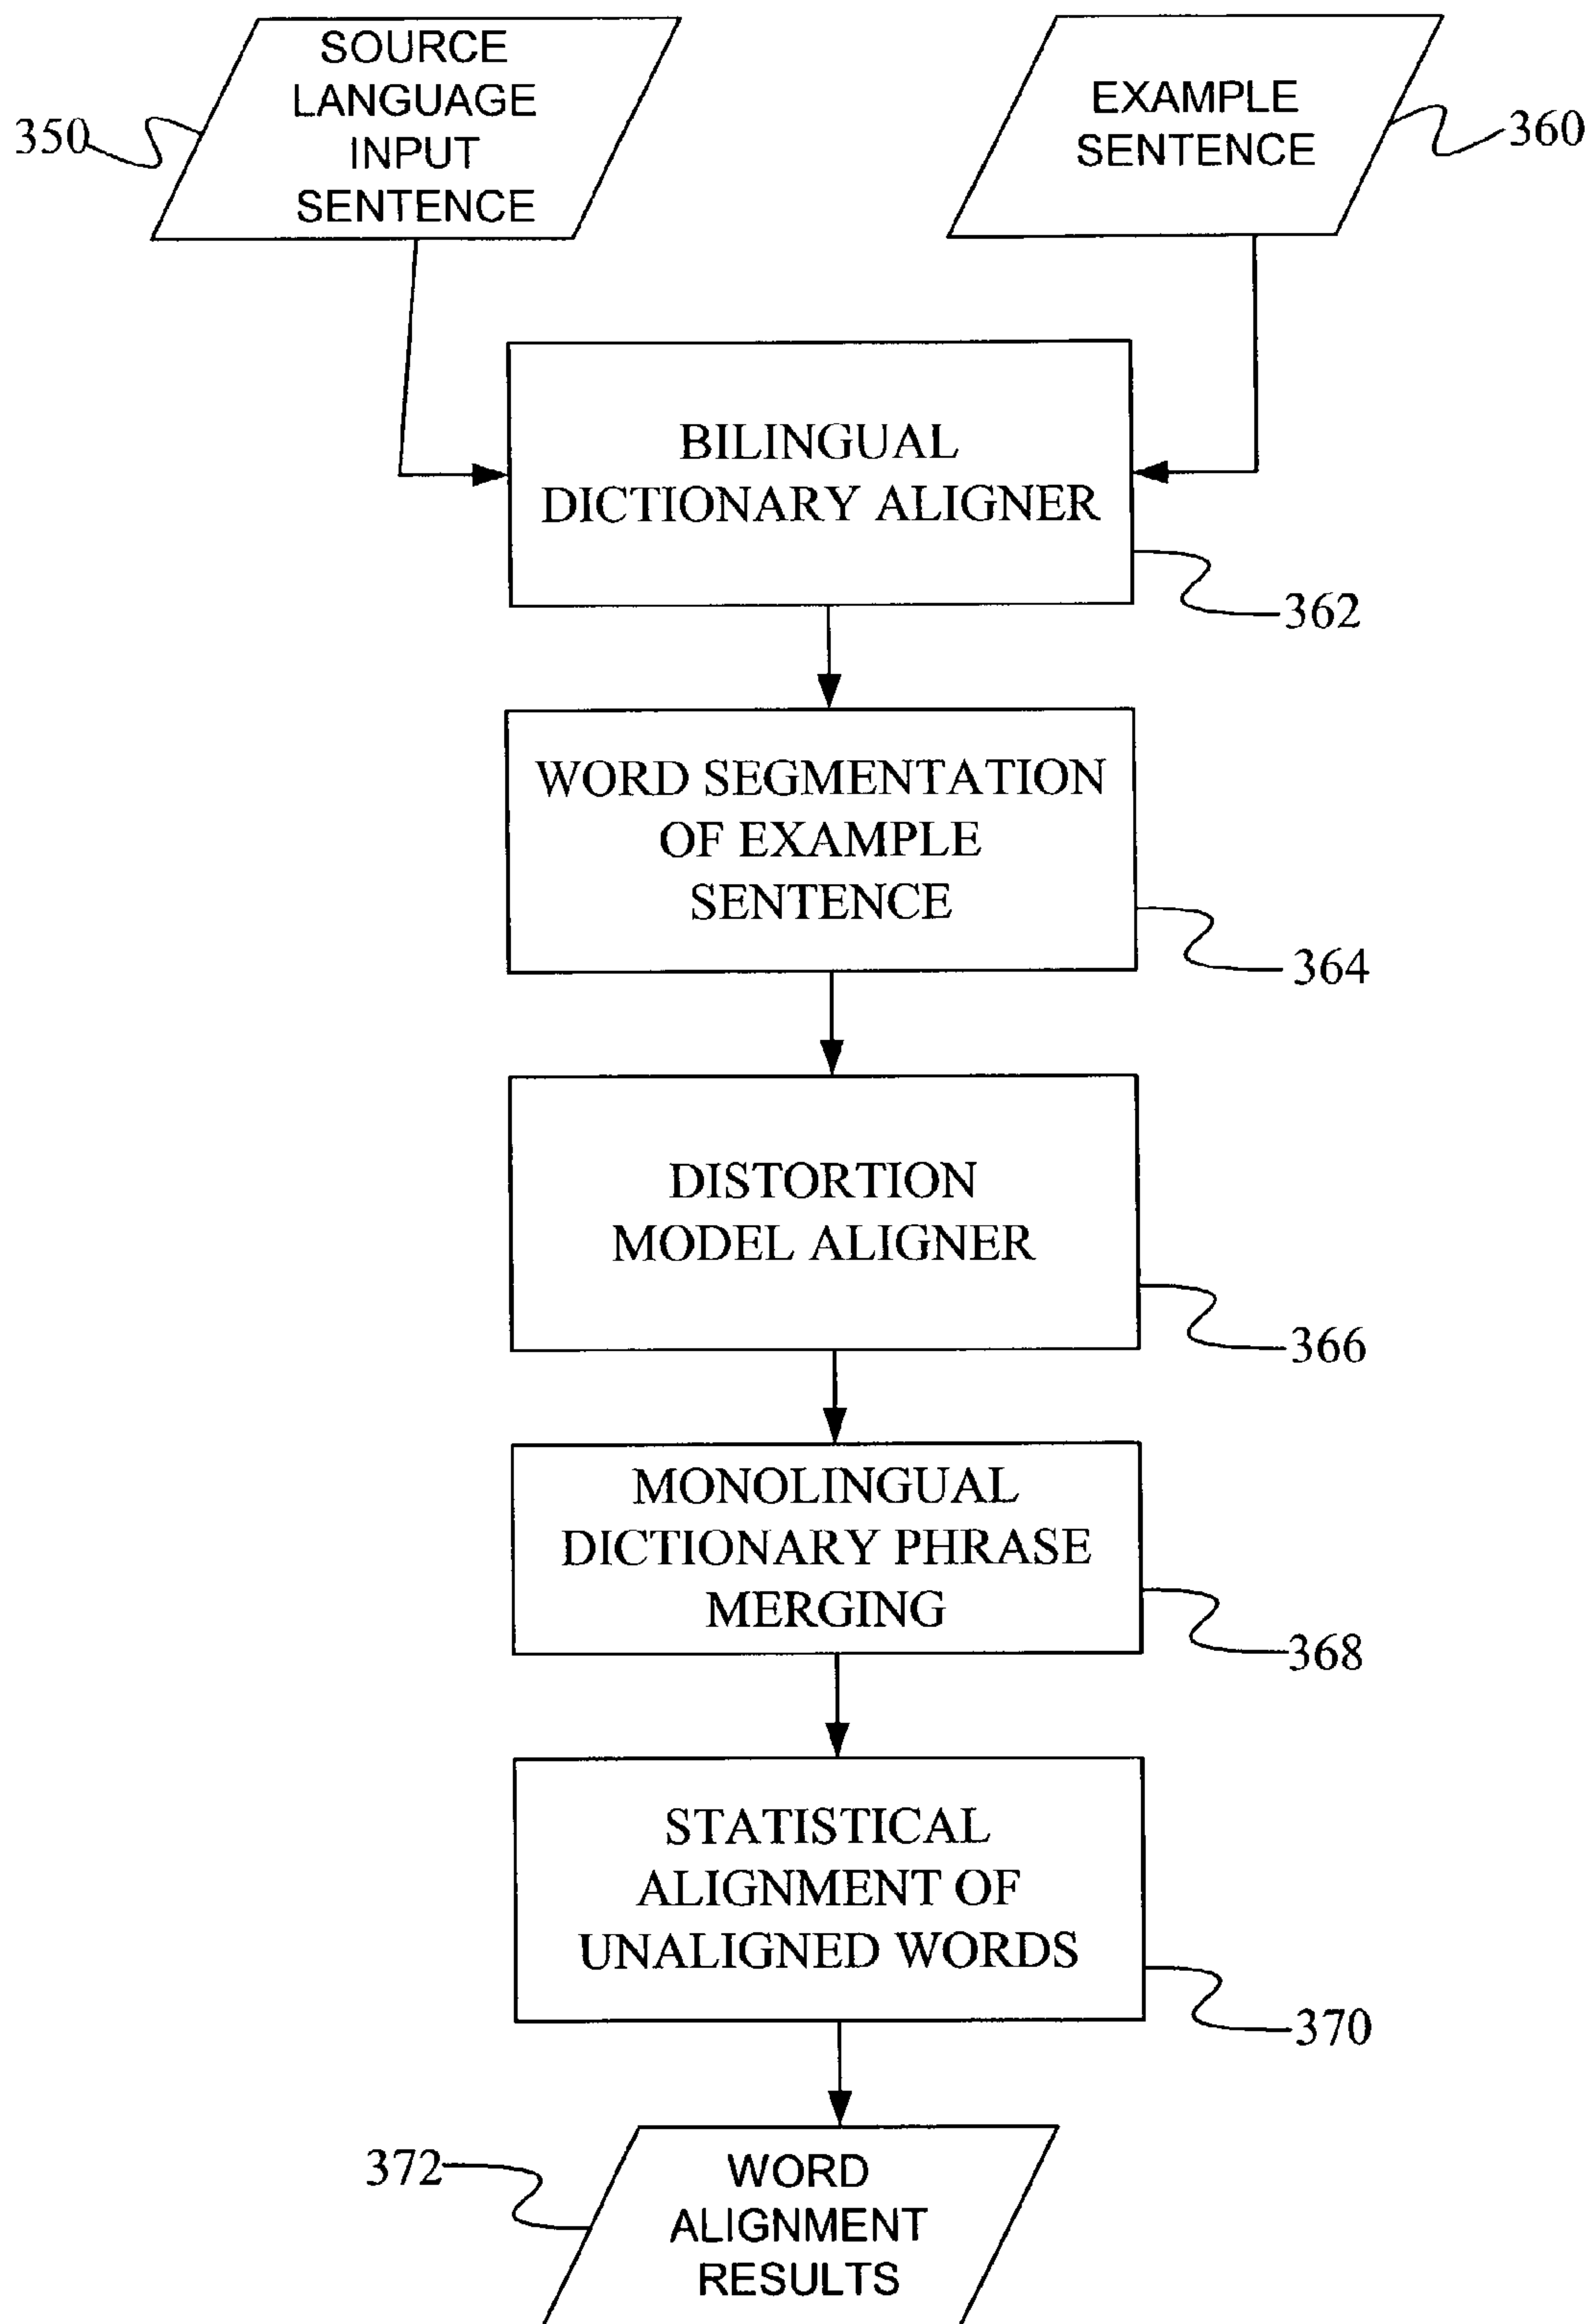 SOURCE
LANGUAGE
INPUT
SENTENCE
350
EXAMPLE
SENTENCE
360
BILINGUAL
DICTIONARY ALIGNER
362
WORD SEGMENTATION
OF EXAMPLE
SENTENCE
364
DISTORTION
MODEL ALIGNER
366
MONOLINGUAL
DICTIONARY PHRASE
MERGING
368
STATISTICAL
ALIGNMENT OF
UNALIGNED WORDS
370
372
WORD
ALIGNMENT
RESULTS